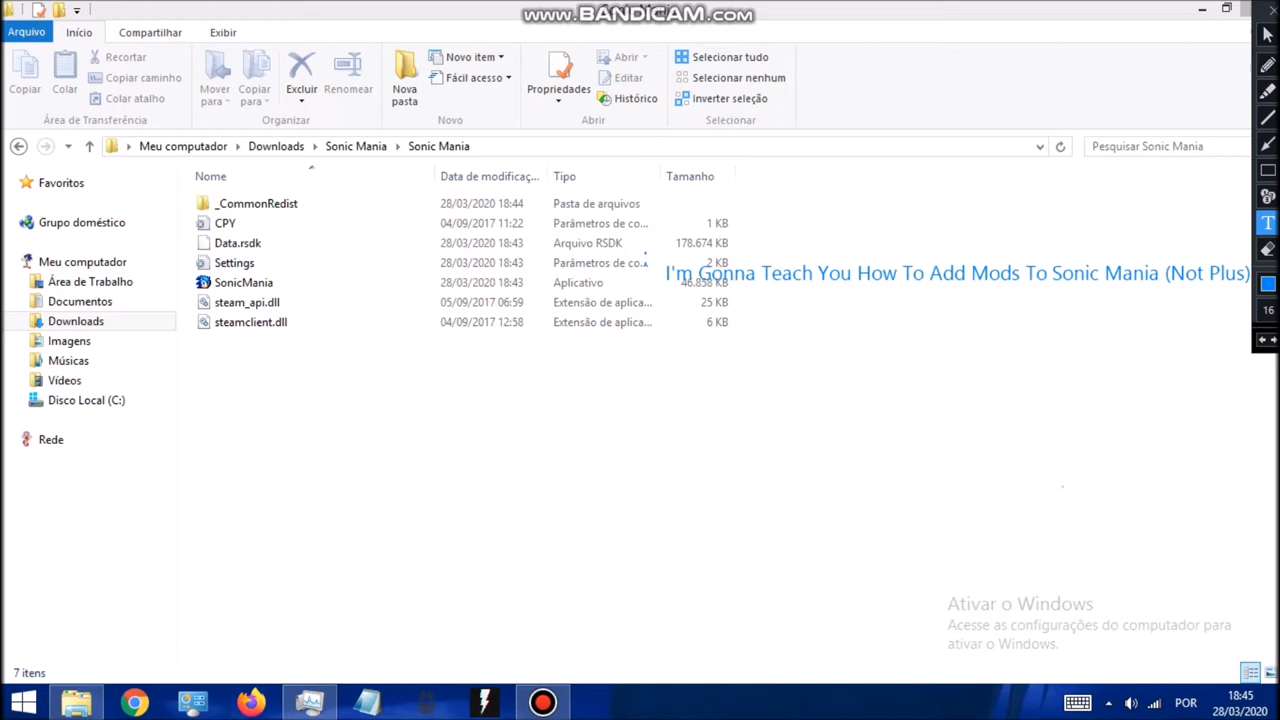 www.BANDICAM.com
Arquivo Início Compartilhar Exibir
Copiar
Colar
Recortar
Copiar caminho
Colar atalho
Área de Transferência
Mover para
Copiar para
Excluir
Renomear
Organizar
Nova pasta
Novo item
Fácil acesso
Novo
Propriedades
Abrir
Editar
Histórico
Abrir
Selecionar tudo
Selecionar nenhum
Inverter seleção
Selecionar
Meu computador Downloads Sonic Mania Sonic Mania
Pesquisar Sonic Mania
Favoritos
Grupo doméstico
Meu computador
Área de Trabalho
Documentos
Downloads
Imagens
Músicas
Vídeos
Disco Local (C:)
Rede
Nome Data de modificaç... Tipo Tamanho
_CommonRedist 28/03/2020 18:44 Pasta de arquivos
CPY 04/09/2017 11:22 Parâmetros de co... 1 KB
Data.rsdk 28/03/2020 18:43 Arquivo RSDK 178.674 KB
Settings 28/03/2020 18:43 Parâmetros de co... 2 KB
SonicMania 28/03/2020 18:43 Aplicativo 46.858 KB
steam_api.dll 05/09/2017 06:59 Extensão de aplica... 25 KB
steamclient.dll 04/09/2017 12:58 Extensão de aplica... 6 KB
I'm Gonna Teach You How To Add Mods To Sonic Mania (Not Plus)
T
16
Ativar o Windows
Acesse as configurações do computador para
ativar o Windows.
7 itens
POR
18:45
28/03/2020